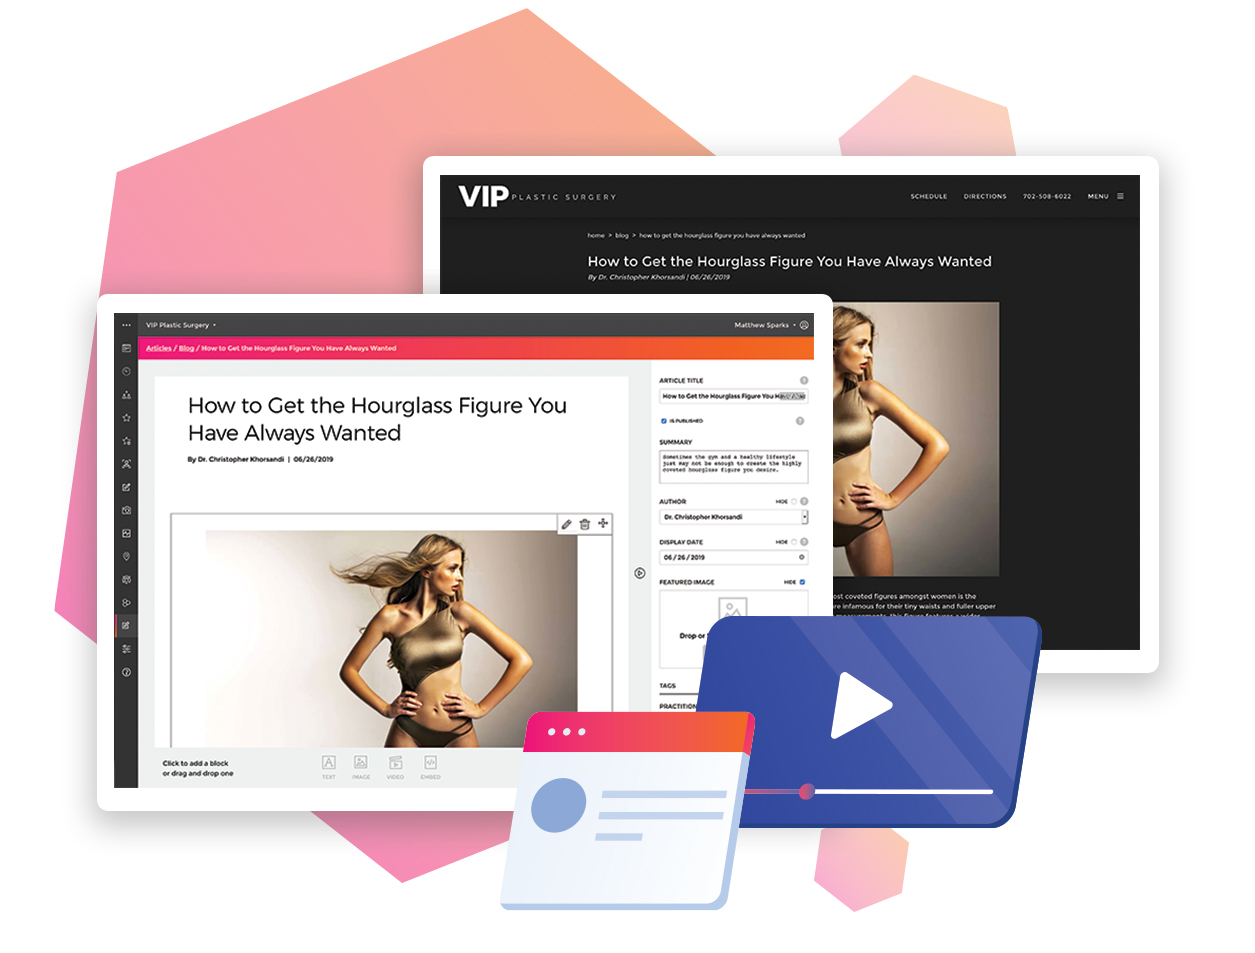 VIP PLASTIC SURGERY
SCHEDULE DIRECTIONS 702-508-6022 MENU
home > blog > how to get the hourglass figure you have always wanted
How to Get the Hourglass Figure You Have Always Wanted
By Dr. Christopher Khorsandi | 06/26/2019
ost coveted figures amongst women is the
re infamous for their tiny waists and fuller upper
measurements, this figure features a wider
VIP Plastic Surgery
Matthew Sparks
Articles / Blog / How to Get the Hourglass Figure You Have Always Wanted
How to Get the Hourglass Figure You
Have Always Wanted
By Dr. Christopher Khorsandi | 06/26/2019
Click to add a block
or drag and drop one
TEXT IMAGE VIDEO EMBED
ARTICLE TITLE
How to Get the Hourglass Figure You
IS PUBLISHED
SUMMARY
Sometimes the gym and a healthy lifestyle
just may not be enough to create the highly
coveted hourglass figure you desire.
AUTHOR HIDE
Dr. Christopher Khorsandi
DISPLAY DATE HIDE
06/26/2019
FEATURED IMAGE HIDE
Drop or
TAGS
PRACTITION